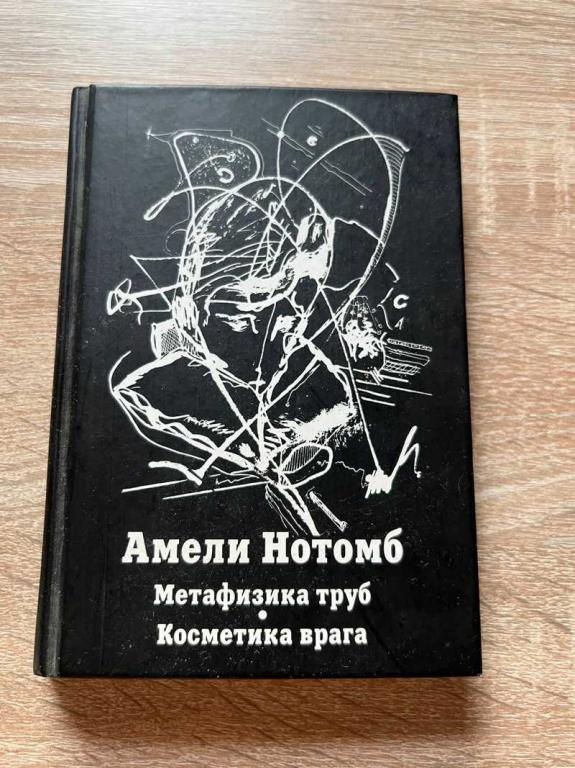 Амели Нотомб
Метафизика труб
•
Косметика врага